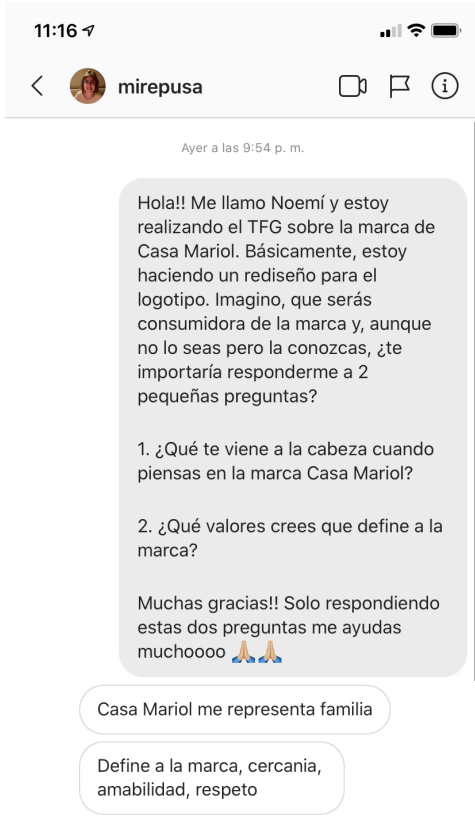 11:16
mirepusa
Ayer a las 9:54 p. m.
Hola!! Me llamo Noemí y estoy
realizando el TFG sobre la marca de
Casa Mariol. Básicamente, estoy
haciendo un rediseño para el
logotipo. Imagino, que serás
consumidora de la marca y, aunque
no lo seas pero la conozcas, ¿te
importaría responderme a 2
pequeñas preguntas?
1. ¿Qué te viene a la cabeza cuando
piensas en la marca Casa Mariol?
2. ¿Qué valores crees que define a la
marca?
Muchas gracias!! Solo respondiendo
estas dos preguntas me ayudas
muchoooo 🙏🏼🙏🏼
Casa Mariol me representa familia
Define a la marca, cercania,
amabilidad, respeto